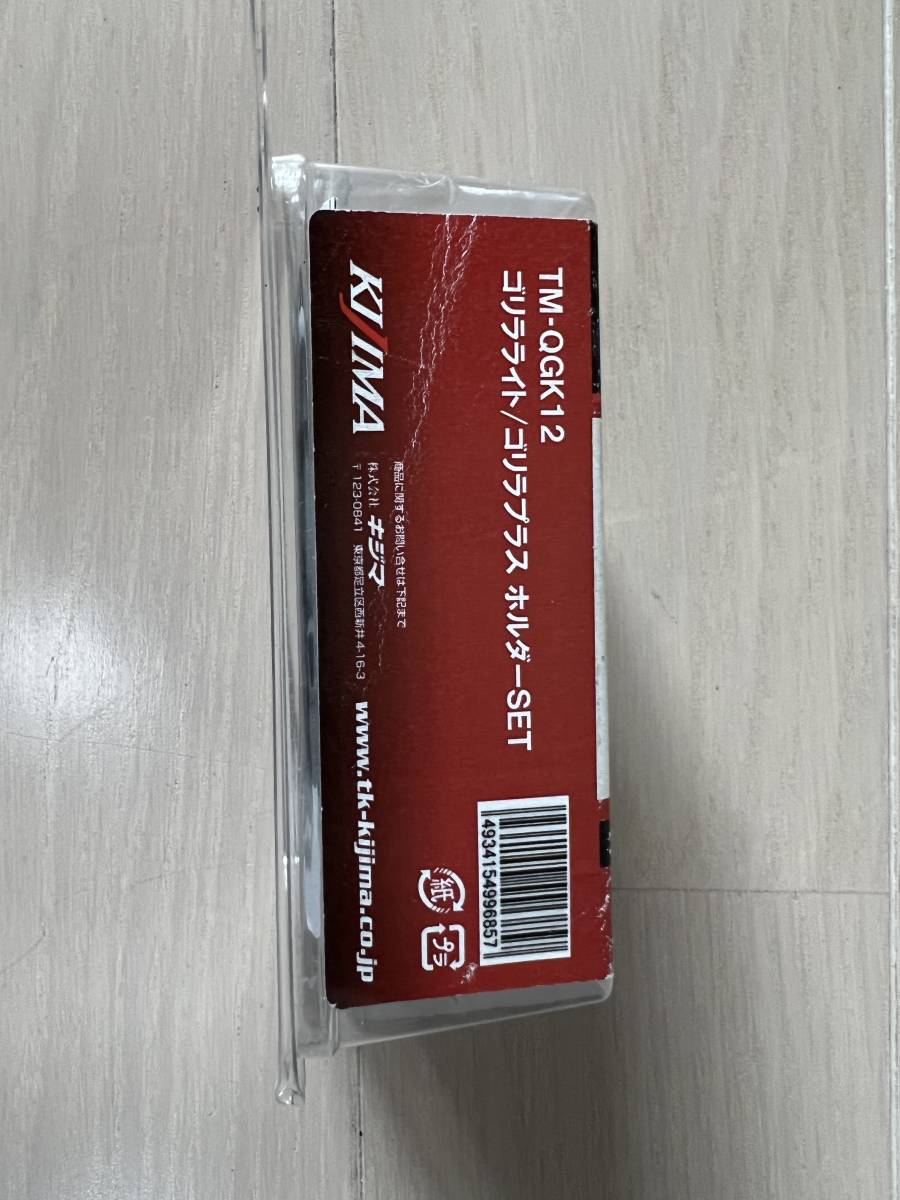 TM-QGK12
ゴリラライト/ゴリラプラス ホルダーSET
4934154996857
紙
プラ
KIJIMA
商品に関するお問い合せは下記まで
株式会社 キジマ
〒123-0841 東京都足立区西新井4-16-3
www.tk-kijima.co.jp